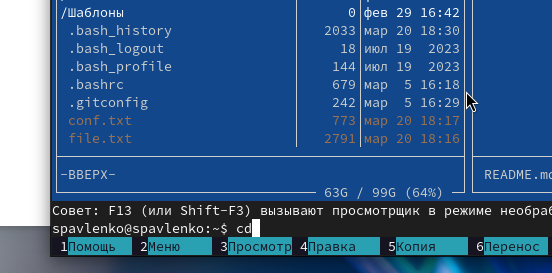 /Шаблоны 0 фев 29 16:42
.bash_history 2033 мар 20 18:30
.bash_logout 18 июл 19 2023
.bash_profile 144 июл 19 2023
.bashrc 679 мар 5 16:18
.gitconfig 242 мар 5 16:29
conf.txt 773 мар 20 18:17
file.txt 2791 мар 20 18:16
-ВВЕРХ- README.md
63G / 99G (64%)
Совет: F13 (или Shift-F3) вызывают просмотрщик в режиме необраб
spavlenko@spavlenko:~$ cd
1Помощь 2Меню 3Просмотр 4Правка 5Копия 6Перенос